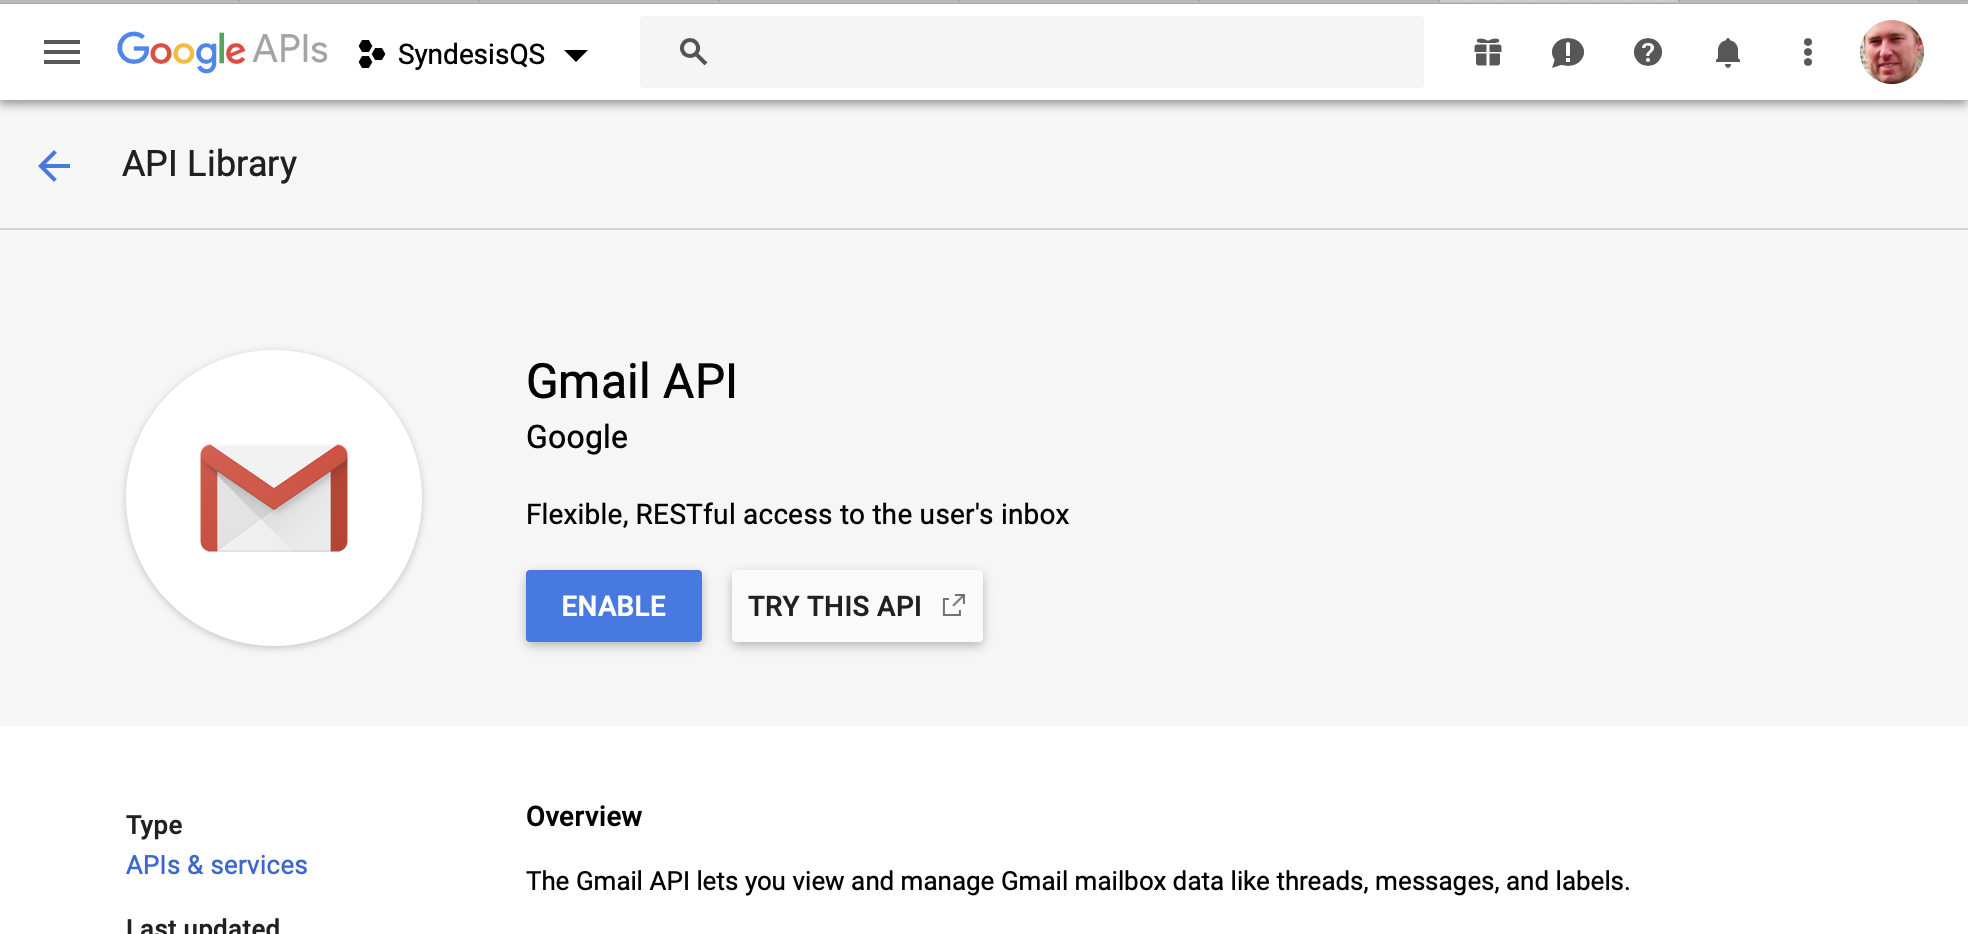 Google APIs SyndesisQS
API Library
Gmail API
Google
Flexible, RESTful access to the user's inbox
ENABLE TRY THIS API
Type
APIs & services
Last updated
Overview
The Gmail API lets you view and manage Gmail mailbox data like threads, messages, and labels.